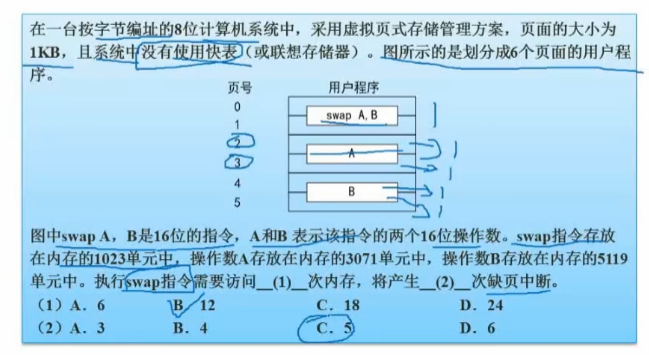 在一台按字节编址的8位计算机系统中，采用虚拟页式存储管理方案，页面的大小为
1KB，且系统中没有使用快表（或联想存储器）。图所示的是划分成6个页面的用户程
序。
页号 用户程序
0
swap A,B
1
2
A
3
4
B
5
图中swap A，B是16位的指令，A和B 表示该指令的两个16位操作数。swap指令存放
在内存的1023单元中，操作数A存放在内存的3071单元中，操作数B存放在内存的5119
单元中。执行swap指令需要访问__(1)__次内存，将产生__(2)__次缺页中断。
（1）A．6 B．12 C．18 D．24
（2）A．3 B．4 C．5 D．6